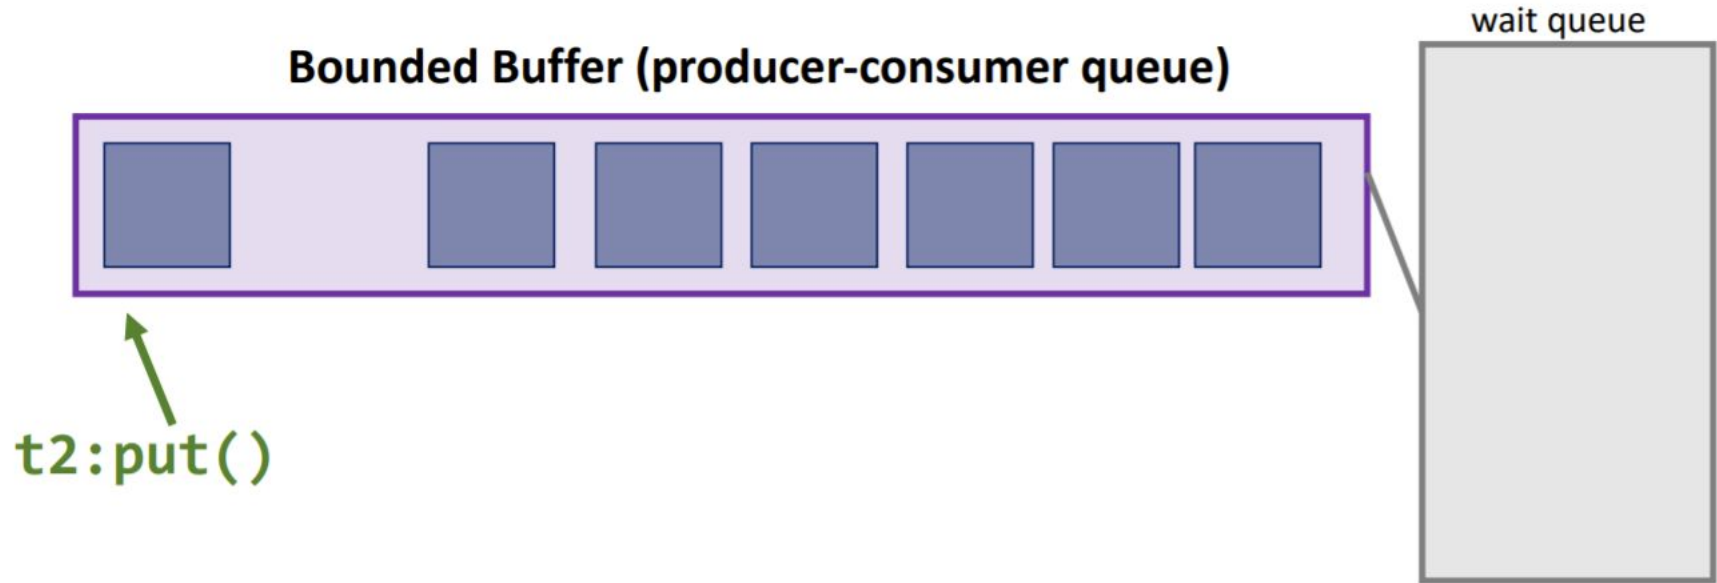 wait queue
Bounded Buffer (producer-consumer queue)
t2:put()